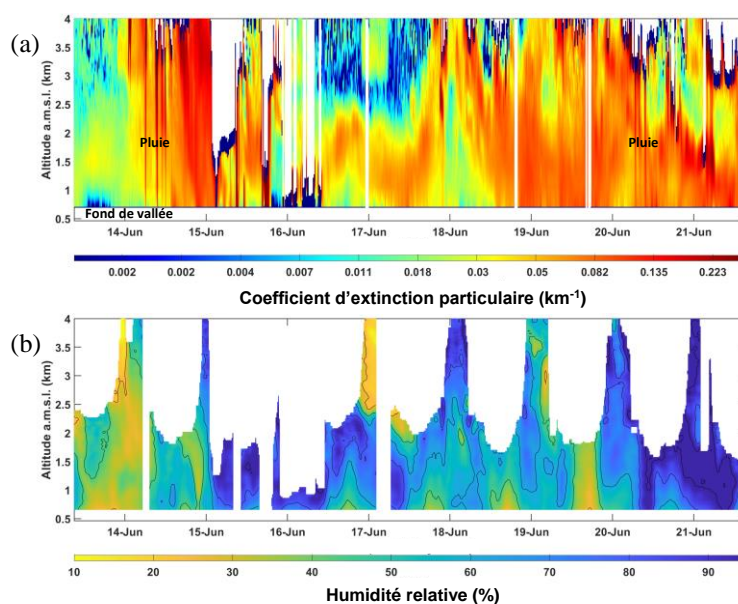 (a)
Altitude a.m.s.l. (km)
4
3.5
3
2.5
2
1.5
1
0.5
Pluie
Pluie
Fond de vallée
14-Jun 15-Jun 16-Jun 17-Jun 18-Jun 19-Jun 20-Jun 21-Jun
0.002 0.002 0.004 0.007 0.011 0.018 0.03 0.05 0.082 0.135 0.223
Coefficient d'extinction particulaire (km-1)
(b)
Altitude a.m.s.l. (km)
4
3.5
3
2.5
2
1.5
1
0.5
14-Jun 15-Jun 16-Jun 17-Jun 18-Jun 19-Jun 20-Jun 21-Jun
10 20 30 40 50 60 70 80 90
Humidité relative (%)